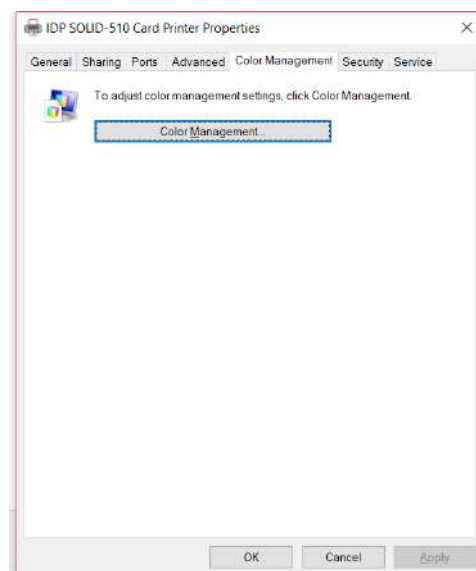 IDP SOLID-510 Card Printer Properties
General Sharing Ports Advanced Color Management Security Service
To adjust color management settings, click Color Management.
Color Management...
OK Cancel Apply